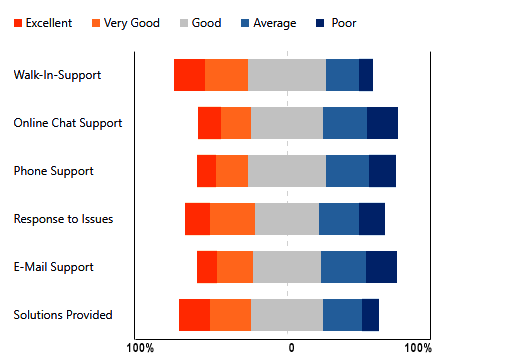 Excellent Very Good Good Average Poor
Walk-In-Support
Online Chat Support
Phone Support
Response to Issues
E-Mail Support
Solutions Provided
100% 0 100%